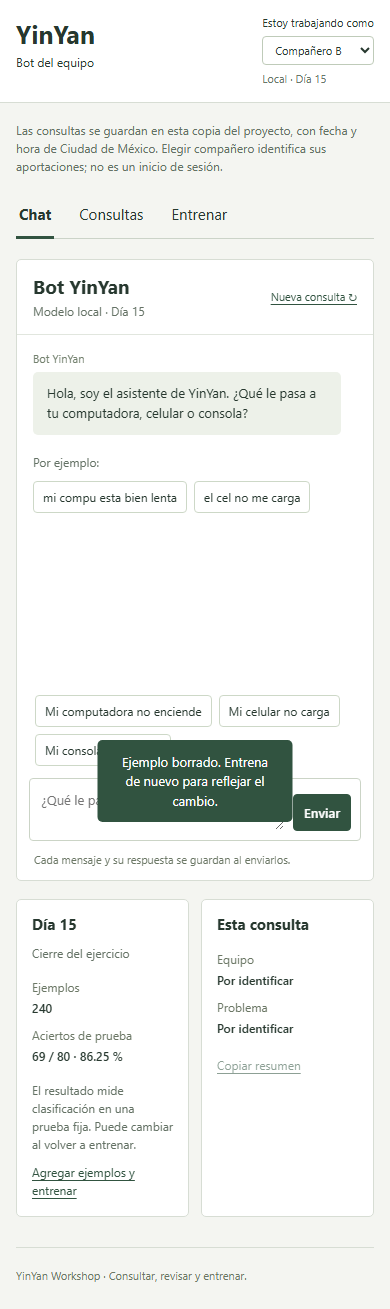 YinYan
Bot del equipo
Estoy trabajando como
Compañero B
Local · Día 15
Las consultas se guardan en esta copia del proyecto, con fecha y
hora de Ciudad de México. Elegir compañero identifica sus
aportaciones; no es un inicio de sesión.
Chat Consultas Entrenar
Bot YinYan
Modelo local · Día 15
Nueva consulta ↻
Bot YinYan
Hola, soy el asistente de YinYan. ¿Qué le pasa a
tu computadora, celular o consola?
Por ejemplo:
mi compu esta bien lenta
el cel no me carga
Mi computadora no enciende
Mi celular no carga
Mi
Ejemplo borrado. Entrena
de nuevo para reflejar el
cambio.
¿Qué le
Enviar
Cada mensaje y su respuesta se guardan al enviarlos.
Día 15
Cierre del ejercicio
Ejemplos
240
Aciertos de prueba
69 / 80 · 86.25 %
El resultado mide
clasificación en una
prueba fija. Puede cambiar
al volver a entrenar.
Agregar ejemplos y
entrenar
Esta consulta
Equipo
Por identificar
Problema
Por identificar
Copiar resumen
YinYan Workshop · Consultar, revisar y entrenar.